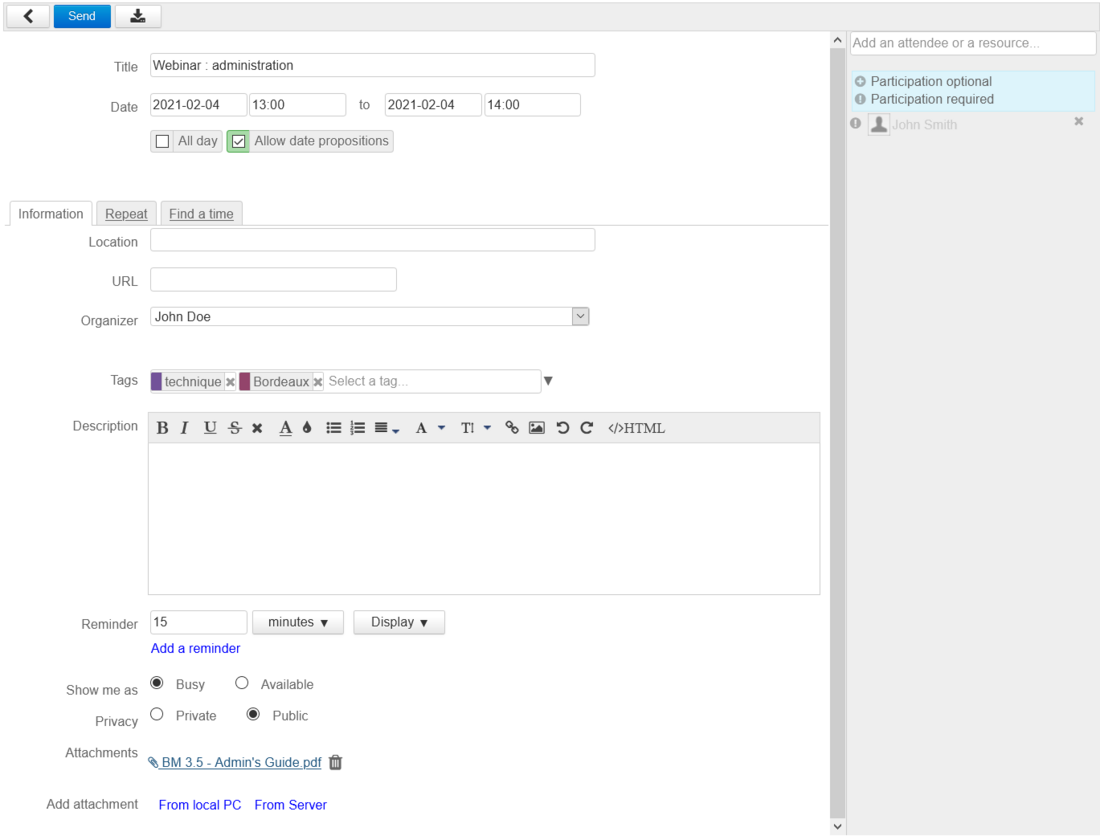 Send
Add an attendee or a resource...
Title Webinar : administration
Participation optional
Participation required
Date 2021-02-04 13:00 to 2021-02-04 14:00
John Smith
All day Allow date propositions
Information Repeat Find a time
Location
URL
Organizer John Doe
Tags technique Bordeaux Select a tag...
Description B I U S A A T </>HTML
Reminder 15 minutes Display
Add a reminder
Show me as Busy Available
Privacy Private Public
Attachments BM 3.5 - Admin's Guide.pdf
Add attachment From local PC From Server